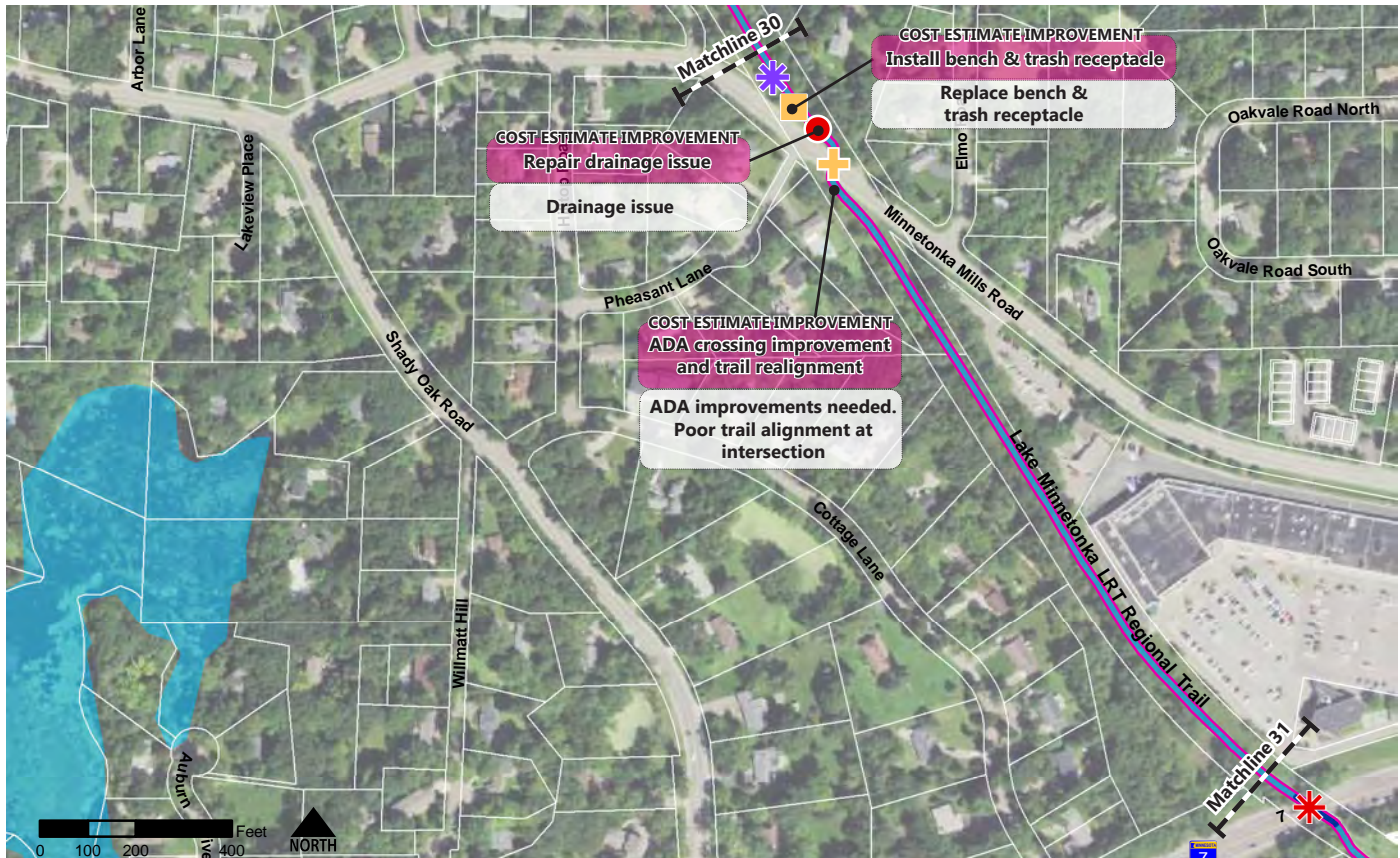 Arbor Lane
Matchline 30
COST ESTIMATE IMPROVEMENT
Install bench & trash receptacle
Replace bench &
trash receptacle
Oakvale Road North
COST ESTIMATE IMPROVEMENT
Repair drainage issue
Drainage issue
Elmo
Lakeview Place
Minnetonka Mills Road
Oakvale Road South
Pheasant Lane
COST ESTIMATE IMPROVEMENT
ADA crossing improvement
and trail realignment
ADA improvements needed.
Poor trail alignment at
intersection
Shady Oak Road
Lake Minnetonka LRT Regional Trail
Cottage Lane
Willmatt Hill
Auburn
Matchline 31
7
MINNESOTA
7
Feet
0 100 200 400
NORTH